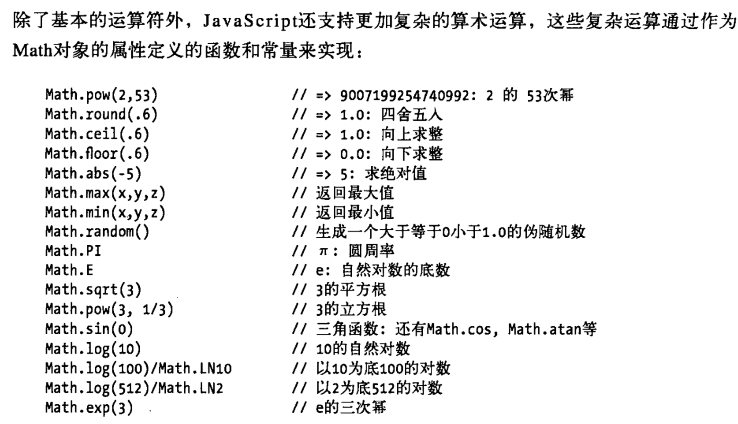 除了基本的运算符外，JavaScript还支持更加复杂的算术运算，这些复杂运算通过作为
Math对象的属性定义的函数和常量来实现：
Math.pow(2,53) // => 9007199254740992: 2 的 53次幂
Math.round(.6) // => 1.0: 四舍五入
Math.ceil(.6) // => 1.0: 向上求整
Math.floor(.6) // => 0.0: 向下求整
Math.abs(-5) // => 5: 求绝对值
Math.max(x,y,z) // 返回最大值
Math.min(x,y,z) // 返回最小值
Math.random() // 生成一个大于等于0小于1.0的伪随机数
Math.PI // π: 圆周率
Math.E // e: 自然对数的底数
Math.sqrt(3) // 3的平方根
Math.pow(3, 1/3) // 3的立方根
Math.sin(0) // 三角函数: 还有Math.cos, Math.atan等
Math.log(10) // 10的自然对数
Math.log(100)/Math.LN10 // 以10为底100的对数
Math.log(512)/Math.LN2 // 以2为底512的对数
Math.exp(3) // e的三次幂